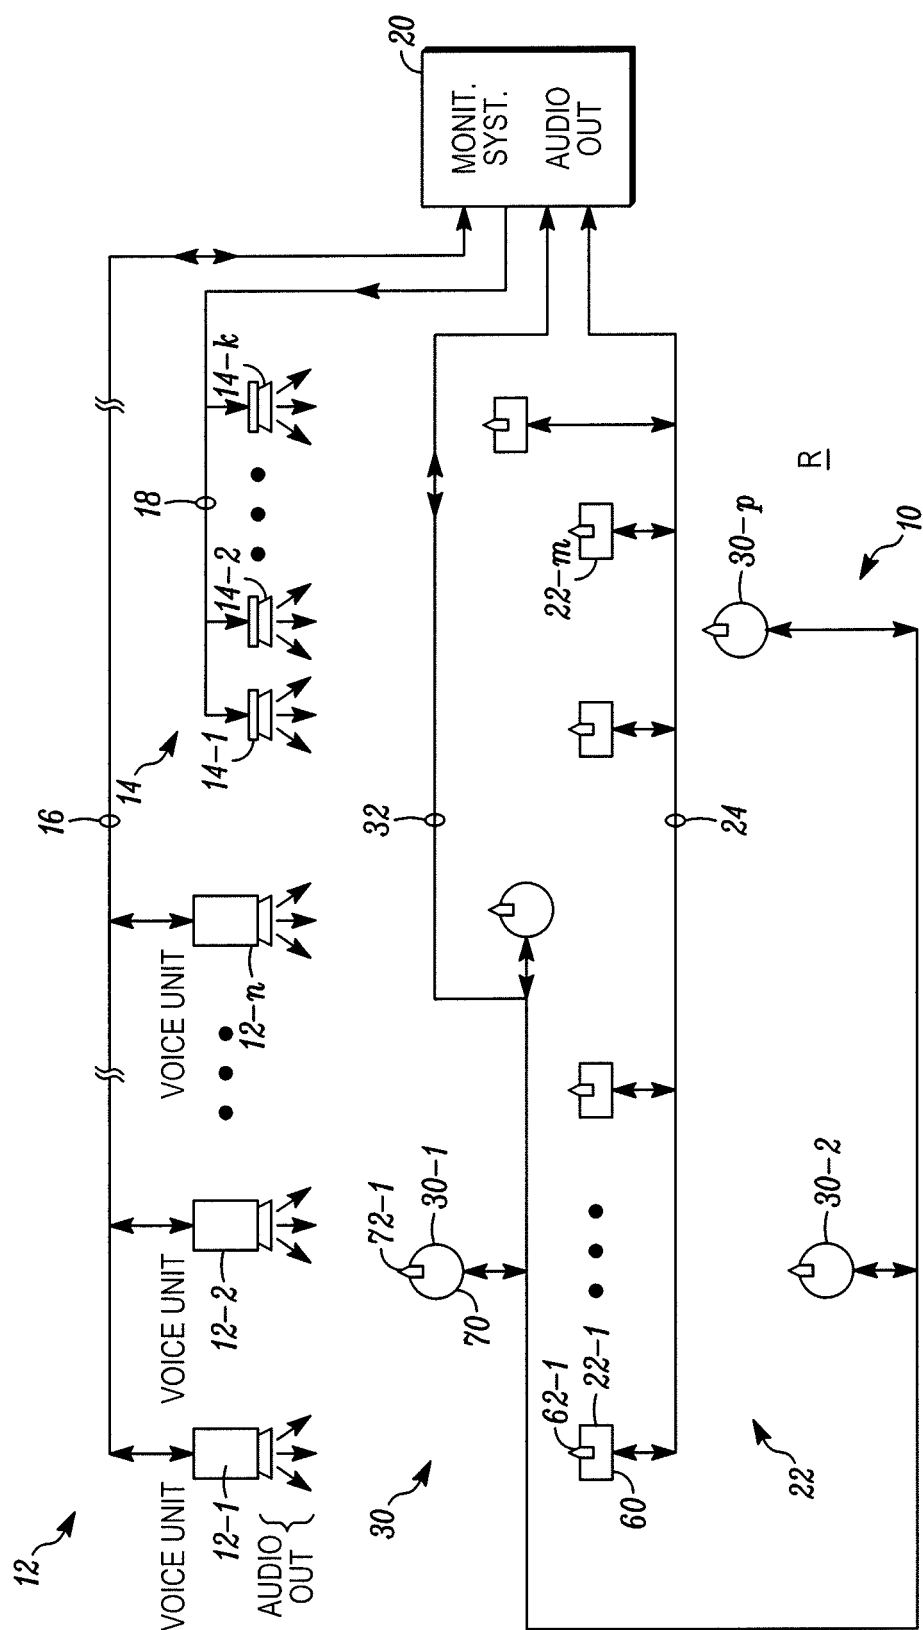 12
VOICE UNIT
VOICE UNIT
VOICE UNIT
16
12-1
12-2
12-n
AUDIO
OUT
14
18
14-1
14-2
14-k
20
MONIT.
SYST.
AUDIO
OUT
30
72-1
30-1
70
32
62-1
22-1
60
22-m
24
22
30-2
30-p
R
10